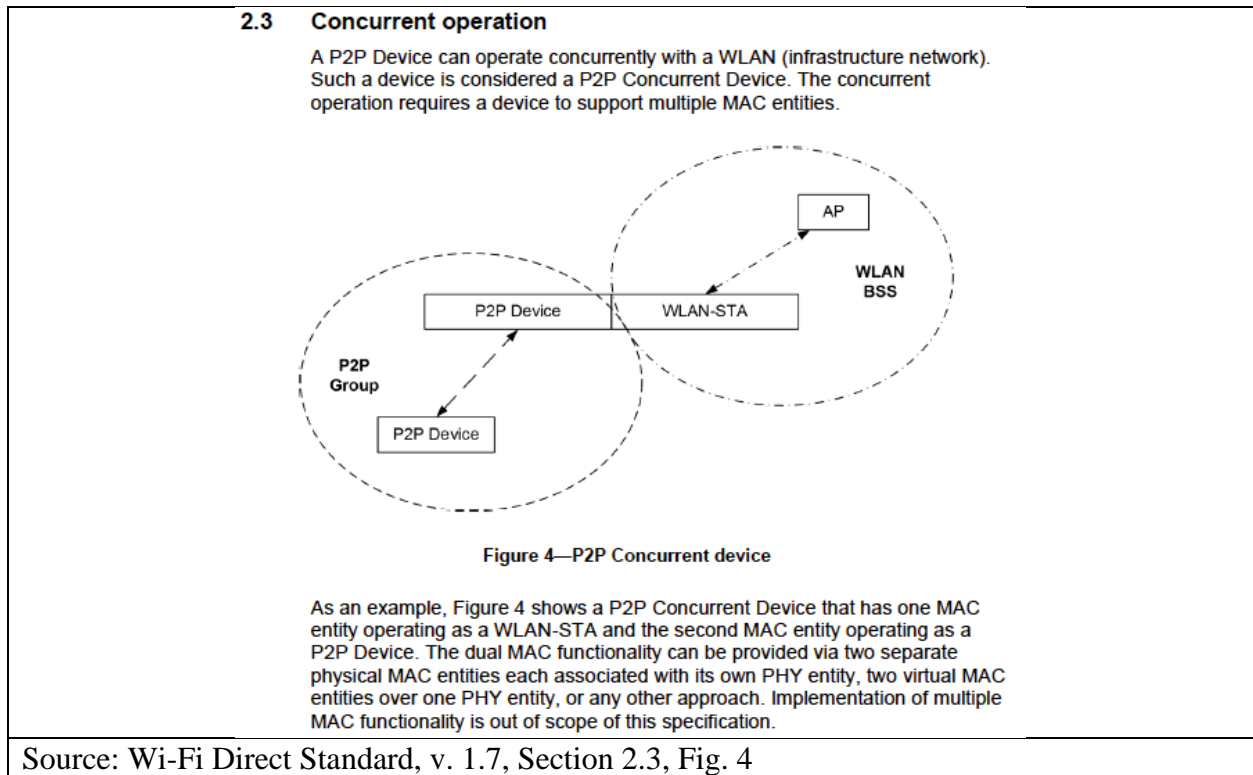 2.3 Concurrent operation
A P2P Device can operate concurrently with a WLAN (infrastructure network).
Such a device is considered a P2P Concurrent Device. The concurrent
operation requires a device to support multiple MAC entities.
AP
WLAN
BSS
P2P Device
WLAN-STA
P2P
Group
P2P Device
Figure 4—P2P Concurrent device
As an example, Figure 4 shows a P2P Concurrent Device that has one MAC
entity operating as a WLAN-STA and the second MAC entity operating as a
P2P Device. The dual MAC functionality can be provided via two separate
physical MAC entities each associated with its own PHY entity, two virtual MAC
entities over one PHY entity, or any other approach. Implementation of multiple
MAC functionality is out of scope of this specification.
Source: Wi-Fi Direct Standard, v. 1.7, Section 2.3, Fig. 4